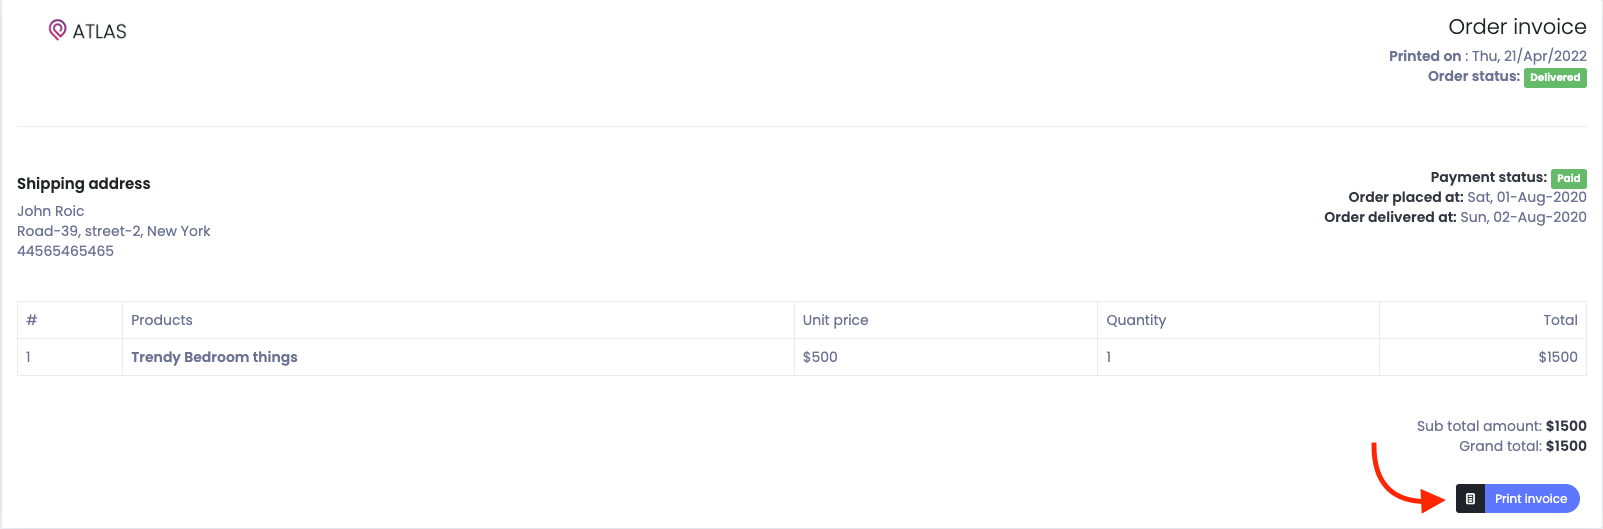 ATLAS
Order invoice
Printed on : Thu, 21/Apr/2022
Order status: Delivered
Shipping address
John Roic
Road-39, street-2, New York
44565465465
Payment status: Paid
Order placed at: Sat, 01-Aug-2020
Order delivered at: Sun, 02-Aug-2020
# Products Unit price Quantity Total
1 Trendy Bedroom things $500 1 $1500
Sub total amount: $1500
Grand total: $1500
Print invoice